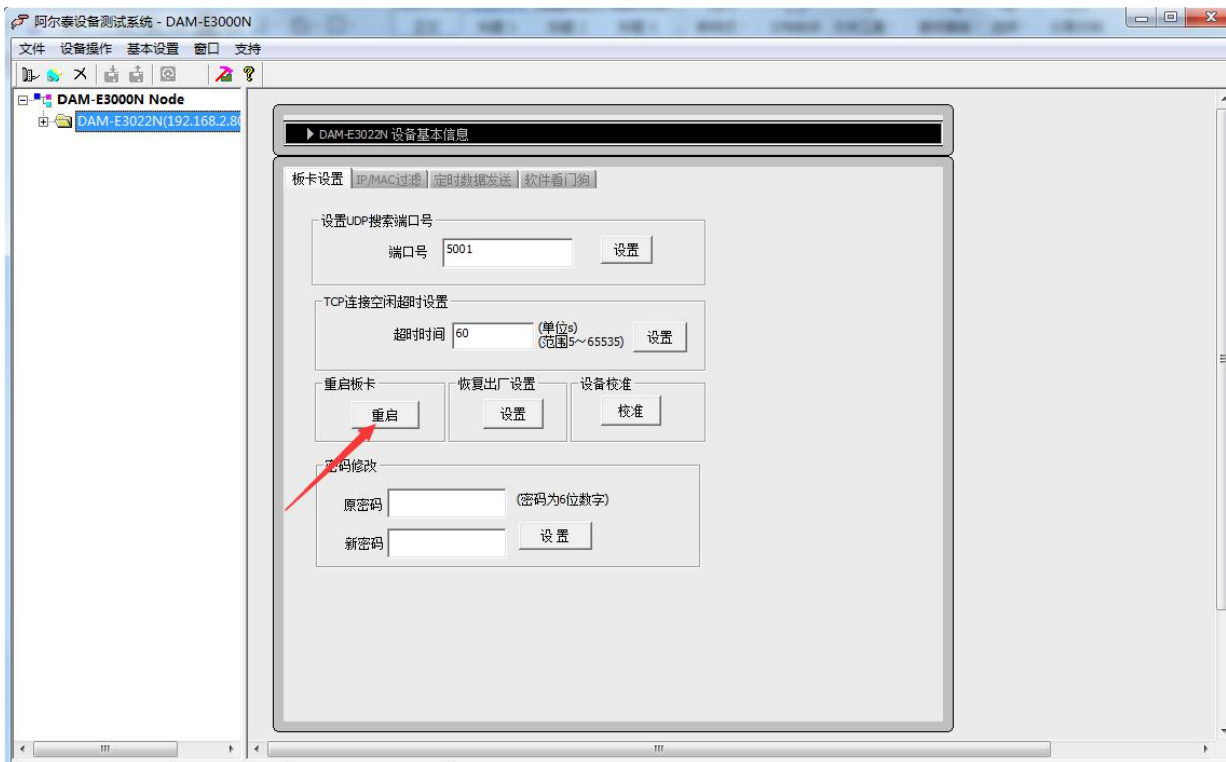 阿尔泰设备测试系统 - DAM-E3000N
文件 设备操作 基本设置 窗口 支持
DAM-E3000N Node
DAM-E3022N(192.168.2.80
DAM-E3022N 设备基本信息
板卡设置 IP/MAC过滤 定时数据发送 软件看门狗
设置UDP搜索端口号
端口号 5001 设置
TCP连接空闲超时设置
超时时间 60 (单位s) 设置
(范围5～65535)
重启板卡 恢复出厂设置 设备校准
重启 设置 校准
密码修改
原密码 (密码为6位数字)
新密码 设 置